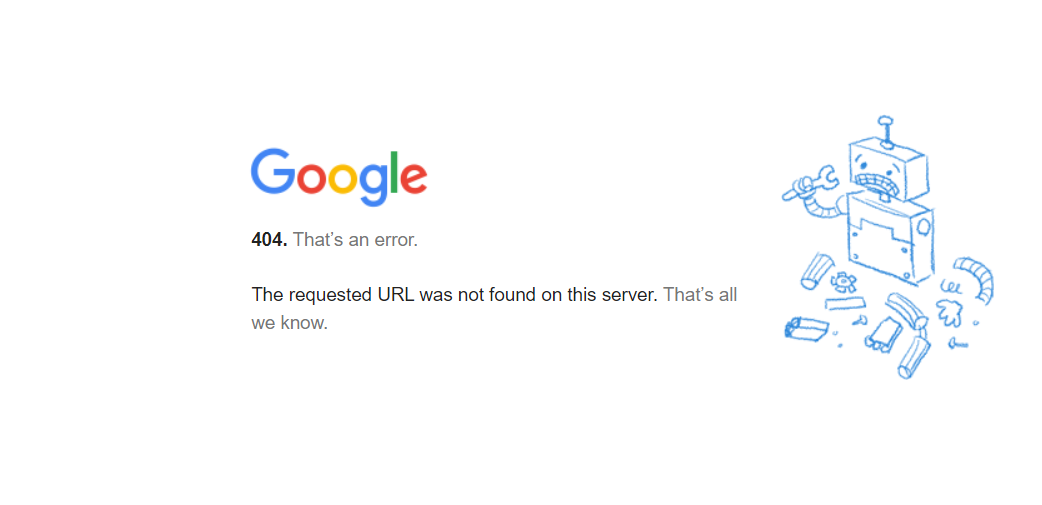 Google
404. That’s an error.
The requested URL was not found on this server. That’s all
we know.